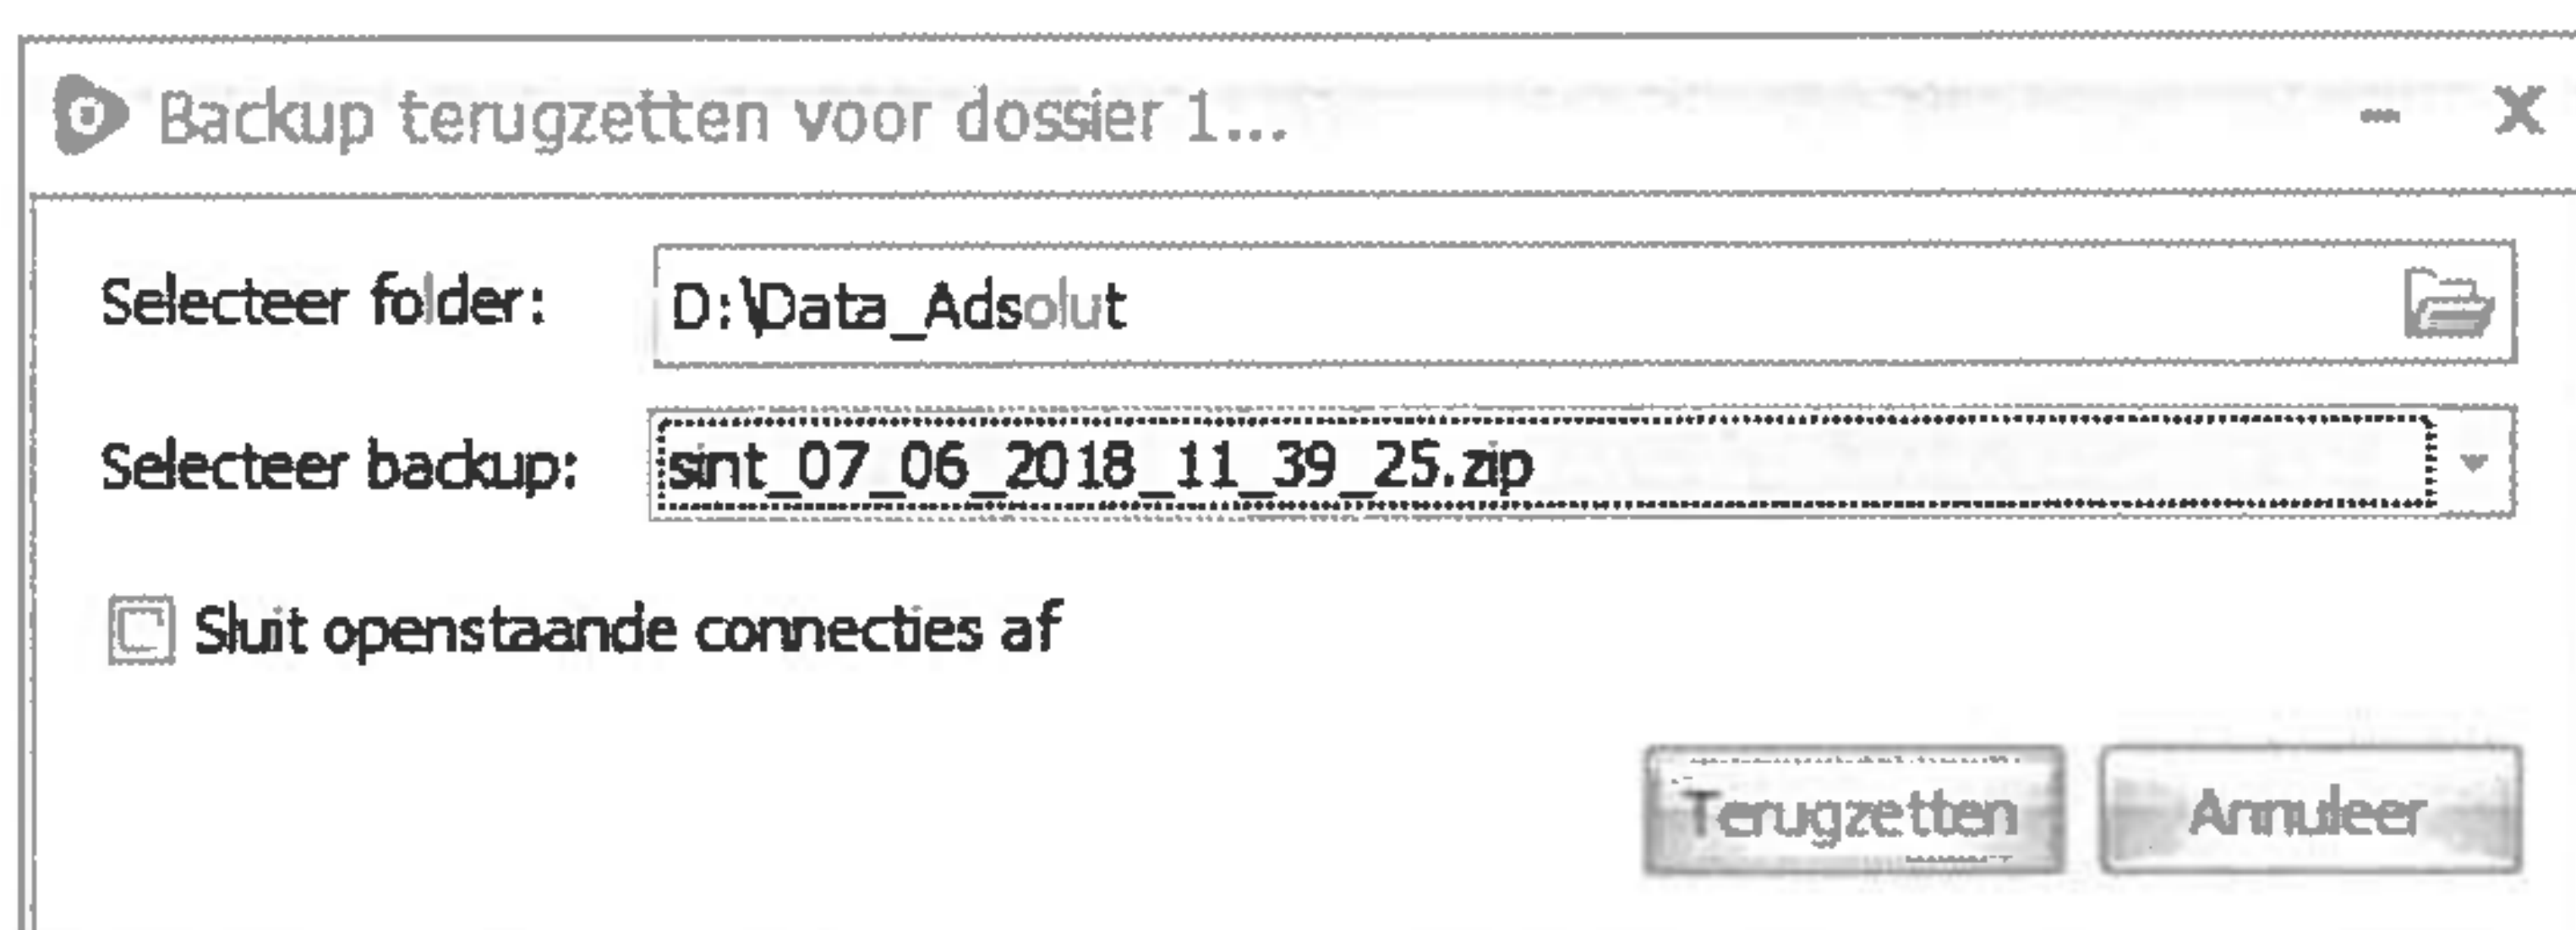 Backup terugzetten voor dossier 1...
Selecteer folder: D:\Data_Adsolut
Selecteer backup: sint_07_06_2018_11_39_25.zip
Sluit openstaande connecties af
Terugzetten Annuleer